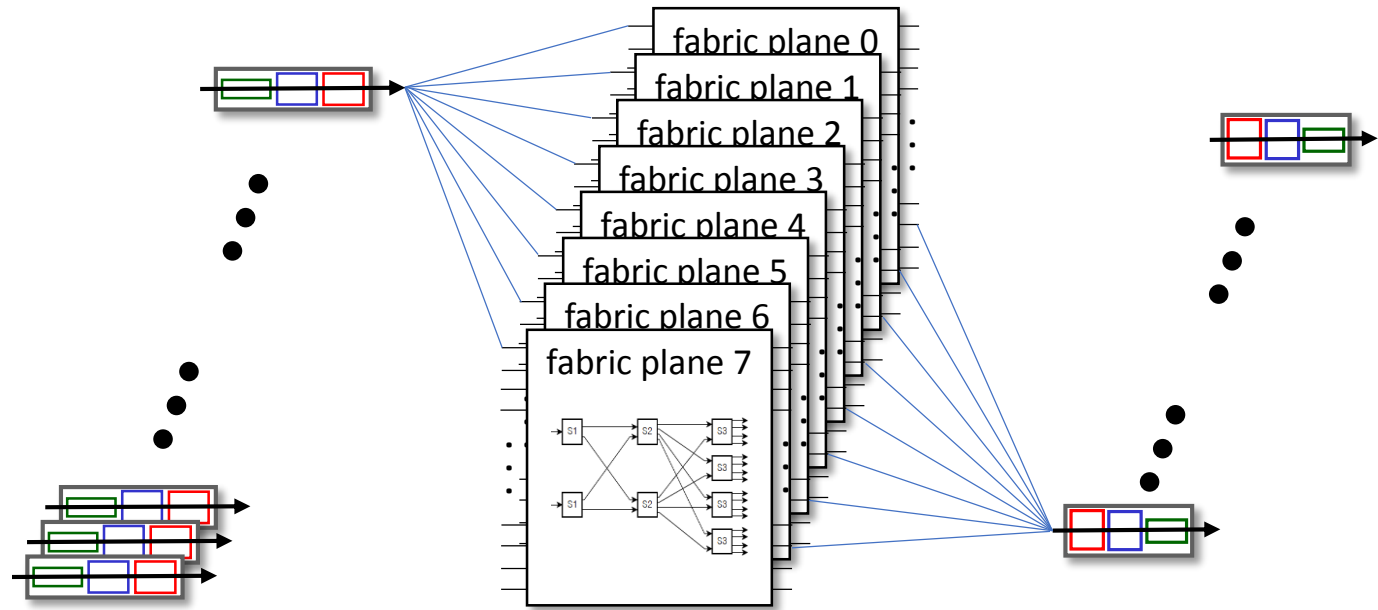 fabric plane 0
fabric plane 1
fabric plane 2
fabric plane 3
fabric plane 4
fabric plane 5
fabric plane 6
fabric plane 7
S1 S2 S3
S3
S1 S2 S3
S3